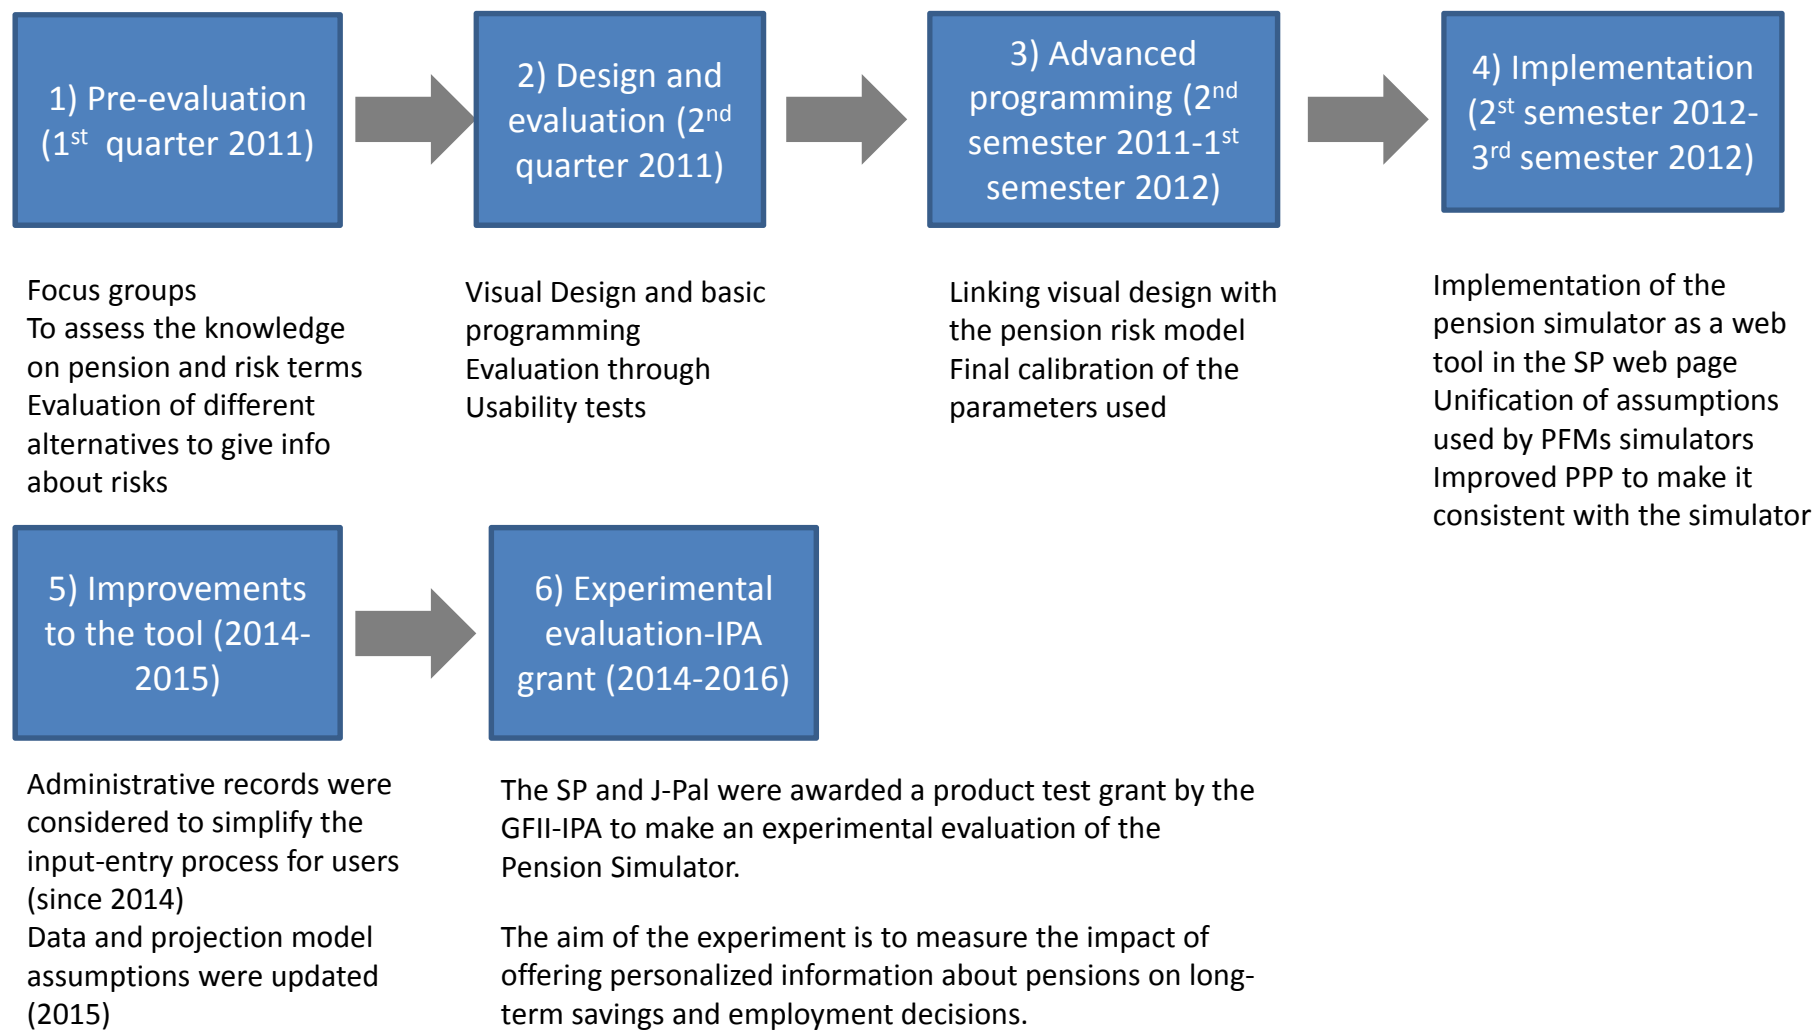 1) Pre-evaluation
(1st quarter 2011)
2) Design and
evaluation (2nd
quarter 2011)
3) Advanced
programming (2nd
semester 2011-1st
semester 2012)
4) Implementation
(2st semester 2012-
3rd semester 2012)
Focus groups
To assess the knowledge
on pension and risk terms
Evaluation of different
alternatives to give info
about risks
Visual Design and basic
programming
Evaluation through
Usability tests
Linking visual design with
the pension risk model
Final calibration of the
parameters used
Implementation of the
pension simulator as a web
tool in the SP web page
Unification of assumptions
used by PFMs simulators
Improved PPP to make it
consistent with the simulator
5) Improvements
to the tool (2014-
2015)
6) Experimental
evaluation-IPA
grant (2014-2016)
Administrative records were
considered to simplify the
input-entry process for users
(since 2014)
Data and projection model
assumptions were updated
(2015)
The SP and J-Pal were awarded a product test grant by the
GFII-IPA to make an experimental evaluation of the
Pension Simulator.
The aim of the experiment is to measure the impact of
offering personalized information about pensions on long-
term savings and employment decisions.